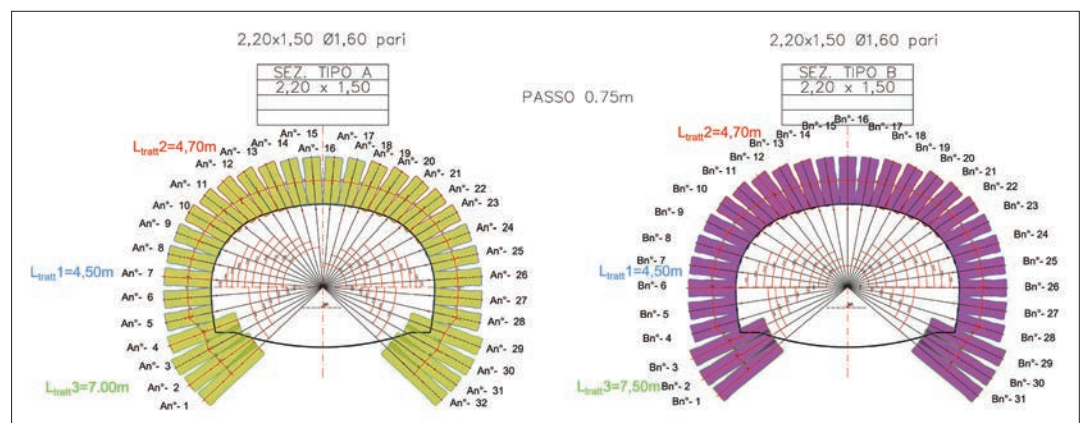 2,20x1,50 Ø1,60 pari
SEZ. TIPO A
2,20 x 1,50
PASSO 0.75m
2,20x1,50 Ø1,60 pari
SEZ. TIPO B
2,20 x 1,50
Ltratt2=4,70m
Ltratt1=4,50m
Ltratt3=7.00m
An°- 1
An°- 2
An°- 3
An°- 4
An°- 5
An°- 6
An°- 7
An°- 8
An°- 9
An°- 10
An°- 11
An°- 12
An°- 13
An°- 14
An°- 15
An°- 16
An°- 17
An°- 18
An°- 19
An°- 20
An°- 21
An°- 22
An°- 23
An°- 24
An°- 25
An°- 26
An°- 27
An°- 28
An°- 29
An°- 30
An°- 31
An°- 32
Ltratt2=4,70m
Ltratt1=4,50m
Ltratt3=7,50m
Bn°- 1
Bn°- 2
Bn°- 3
Bn°- 4
Bn°- 5
Bn°- 6
Bn°- 7
Bn°- 8
Bn°- 9
Bn°- 10
Bn°- 11
Bn°- 12
Bn°- 13
Bn°- 14
Bn°- 15
Bn°- 16
Bn°- 17
Bn°- 18
Bn°- 19
Bn°- 20
Bn°- 21
Bn°- 22
Bn°- 23
Bn°- 24
Bn°- 25
Bn°- 26
Bn°- 27
Bn°- 28
Bn°- 29
Bn°- 30
Bn°- 31